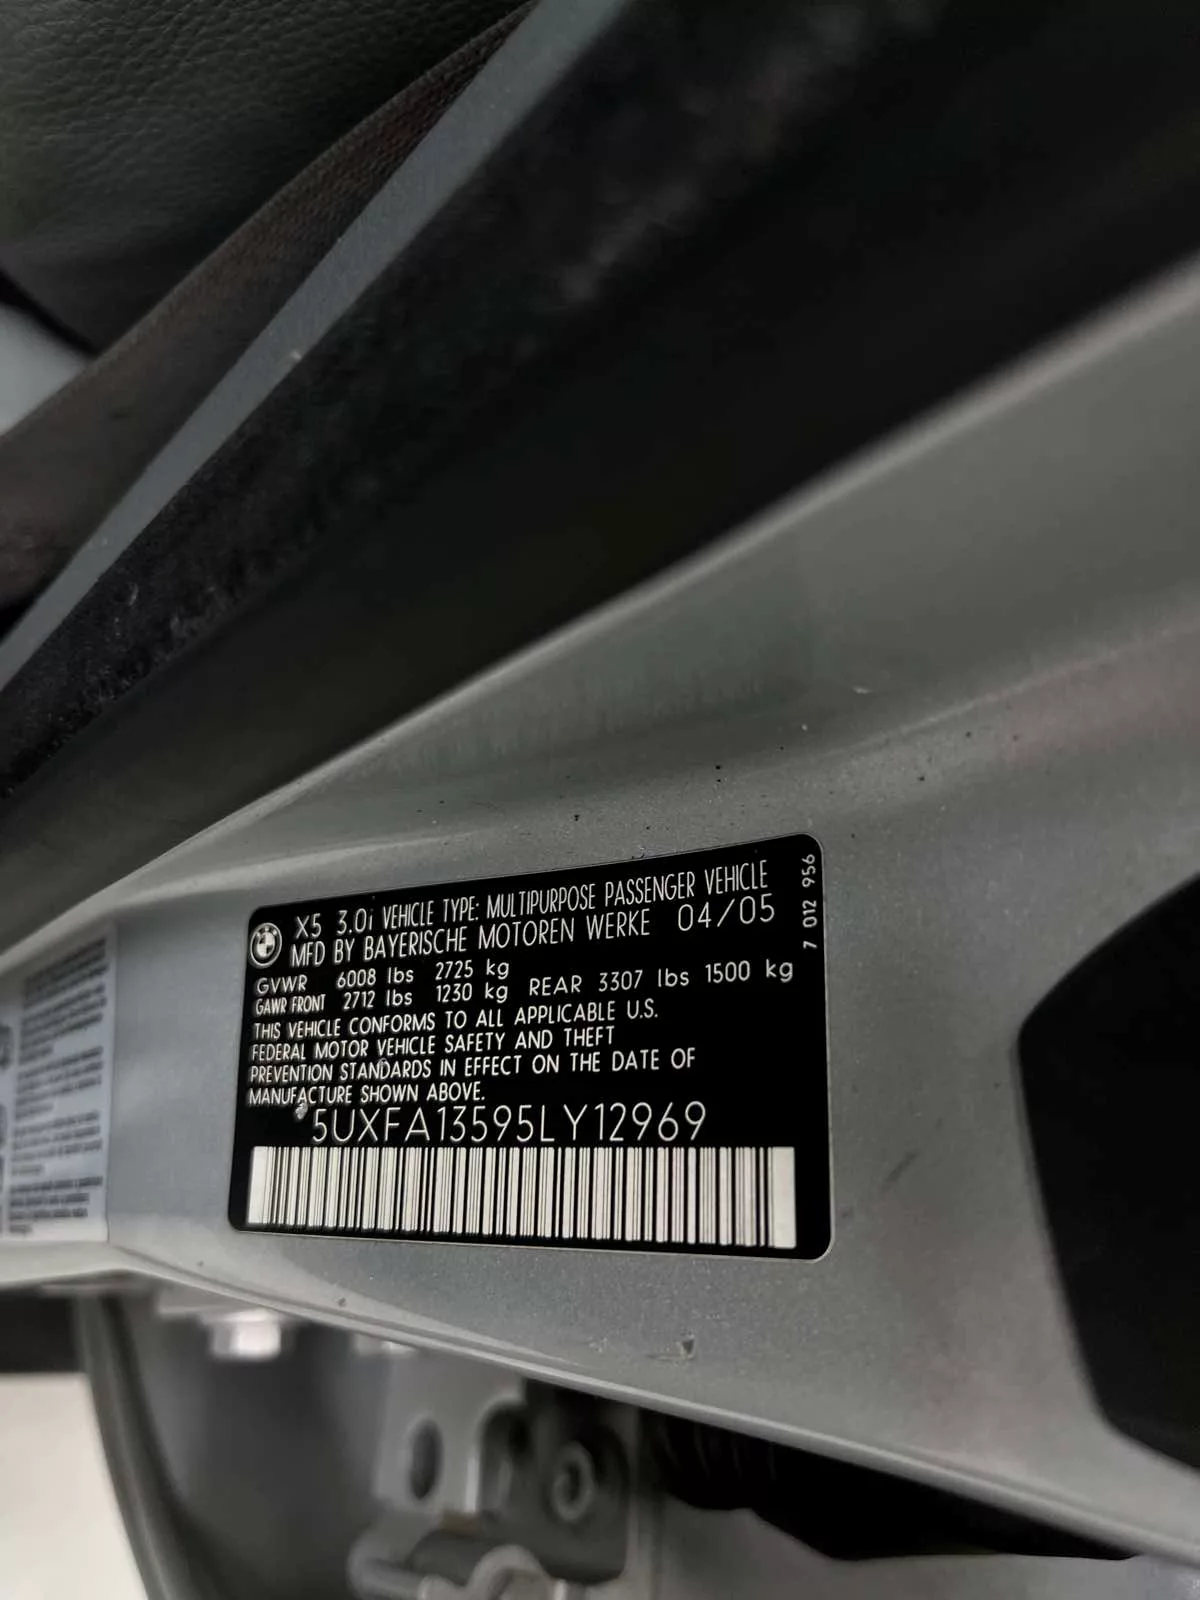 X5 3.0i VEHICLE TYPE: MULTIPURPOSE PASSENGER VEHICLE
MFD BY BAYERISCHE MOTOREN WERKE 04/05
GVWR 6008 lbs 2725 kg
GAWR FRONT 2712 lbs 1230 kg REAR 3307 lbs 1500 kg
THIS VEHICLE CONFORMS TO ALL APPLICABLE U.S.
FEDERAL MOTOR VEHICLE SAFETY AND THEFT
PREVENTION STANDARDS IN EFFECT ON THE DATE OF
MANUFACTURE SHOWN ABOVE.
5UXFA13595LY12969
7 012 956